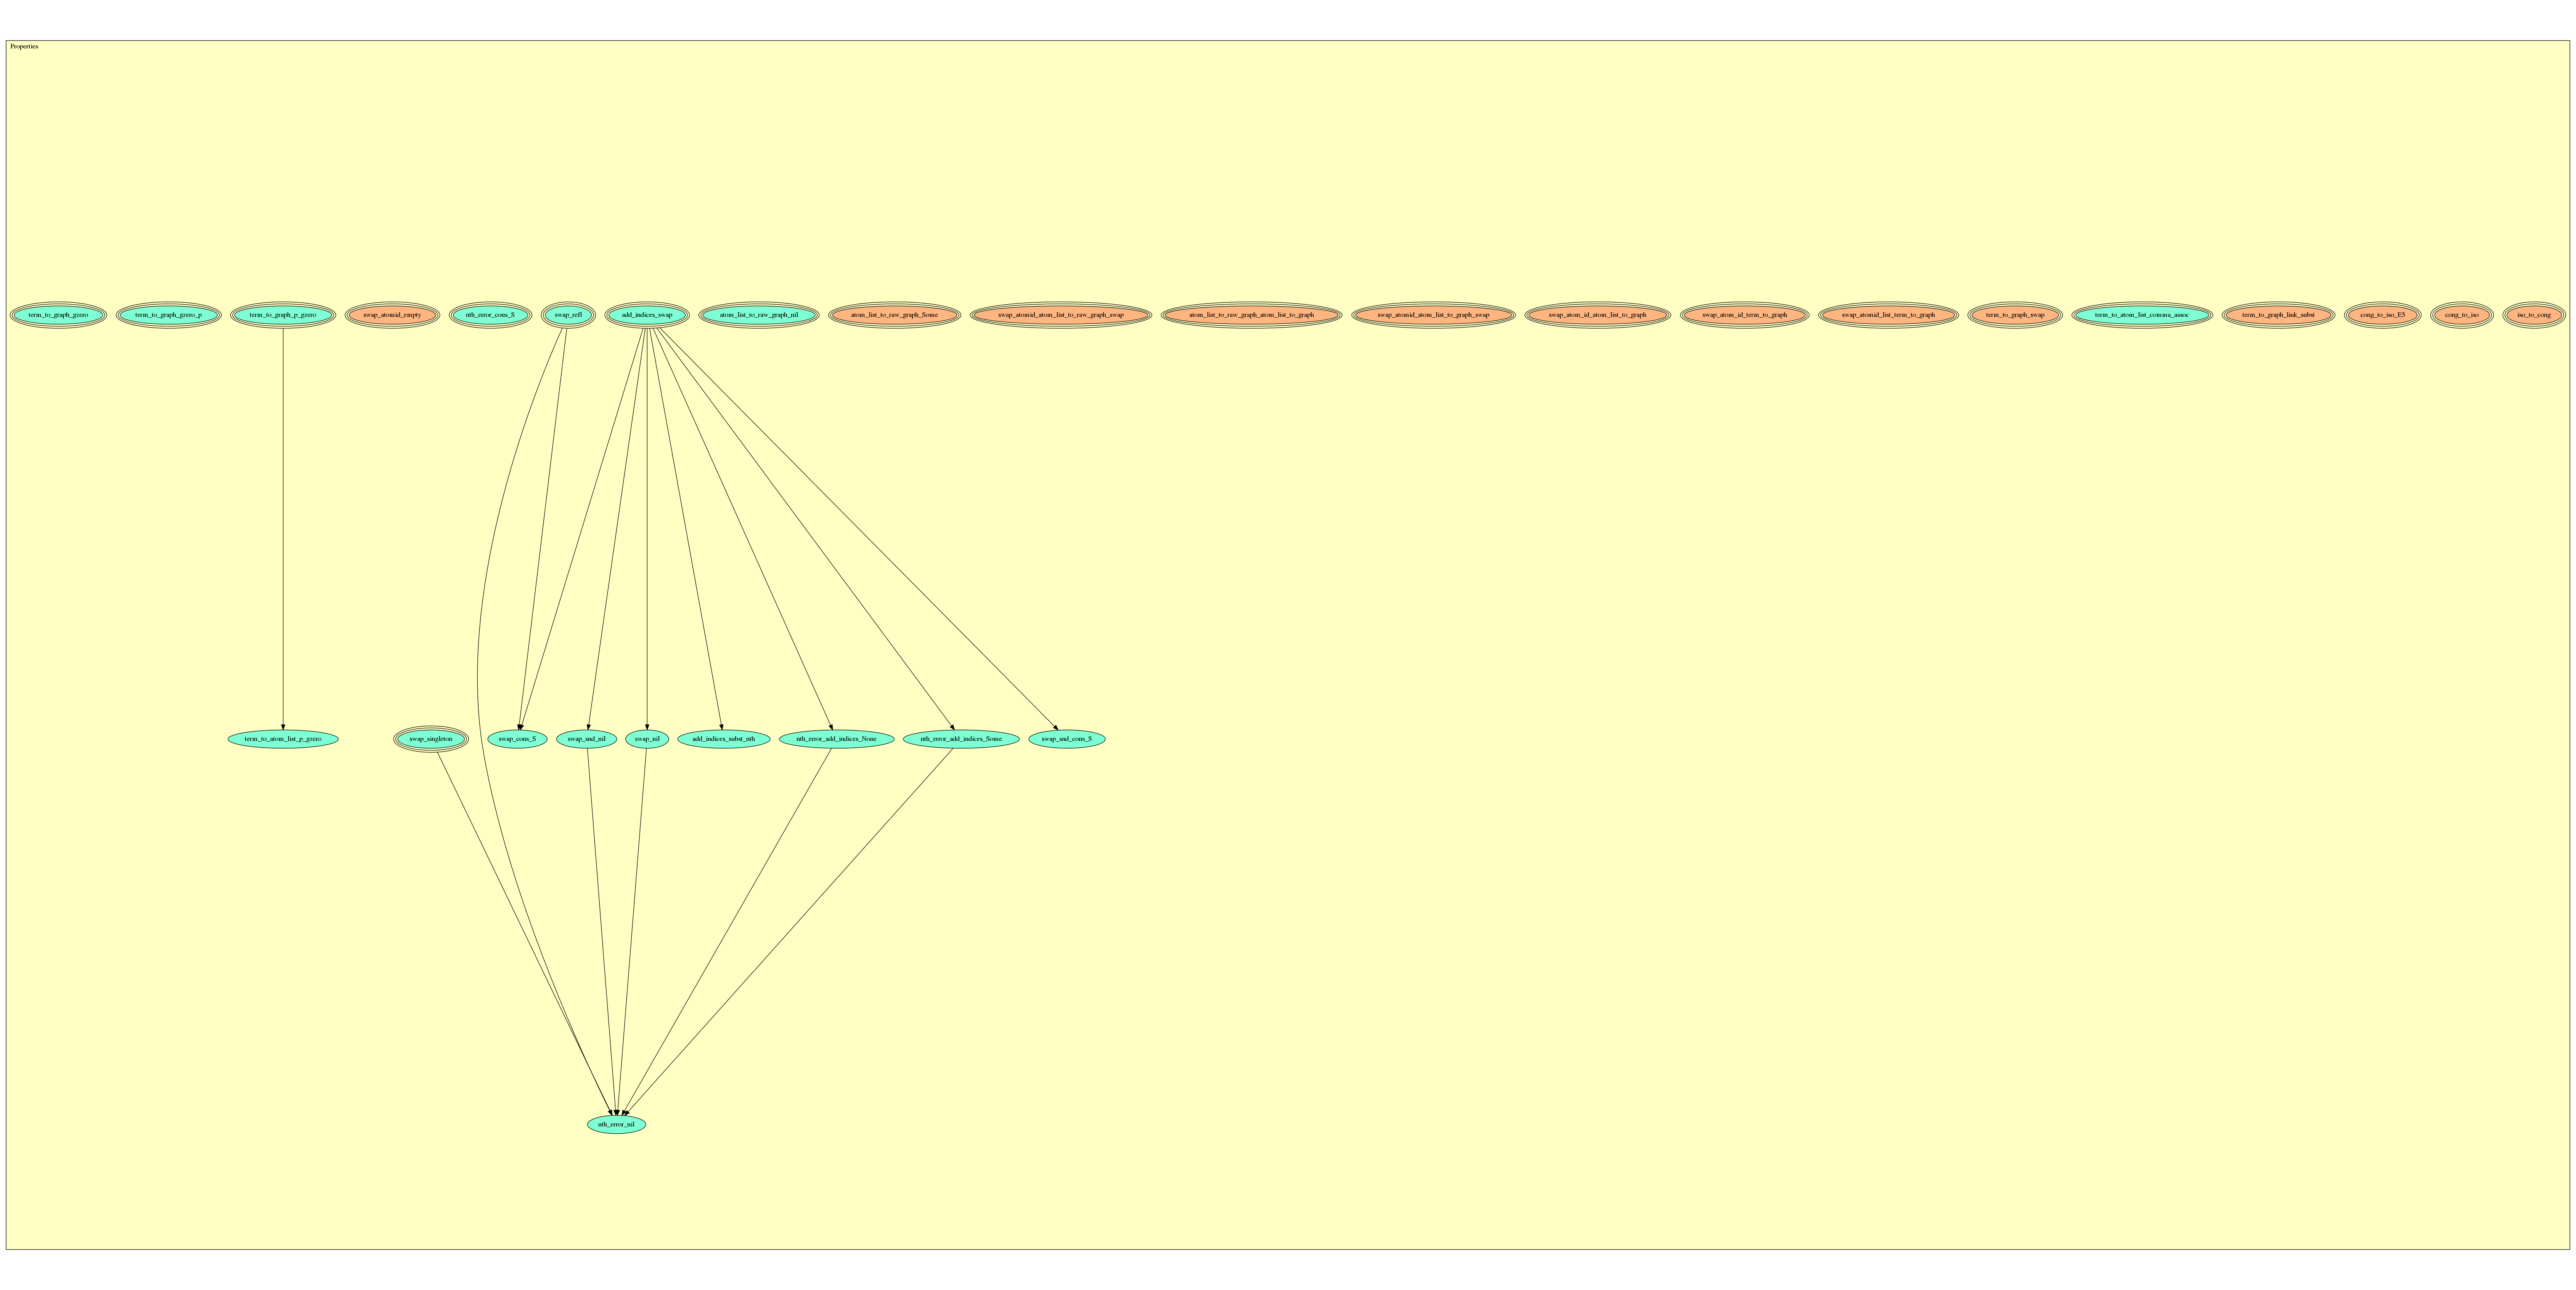 Properties
term_to_graph_gzero
term_to_graph_gzero_p
term_to_graph_p_gzero
swap_atomid_empty
nth_error_cons_S
swap_refl
add_indices_swap
atom_list_to_raw_graph_nil
atom_list_to_raw_graph_Some
swap_atomid_atom_list_to_raw_graph_swap
atom_list_to_raw_graph_atom_list_to_graph
swap_atomid_atom_list_to_graph_swap
swap_atom_id_atom_list_to_graph
swap_atom_id_term_to_graph
swap_atomid_list_term_to_graph
term_to_graph_swap
term_to_atom_list_comma_assoc
term_to_graph_link_subst
cong_to_iso_E5
cong_to_iso
iso_to_cong
term_to_atom_list_p_gzero
swap_singleton
swap_cons_S
swap_snd_nil
swap_nil
add_indices_subst_nth
nth_error_add_indices_None
nth_error_add_indices_Some
swap_snd_cons_S
nth_error_nil